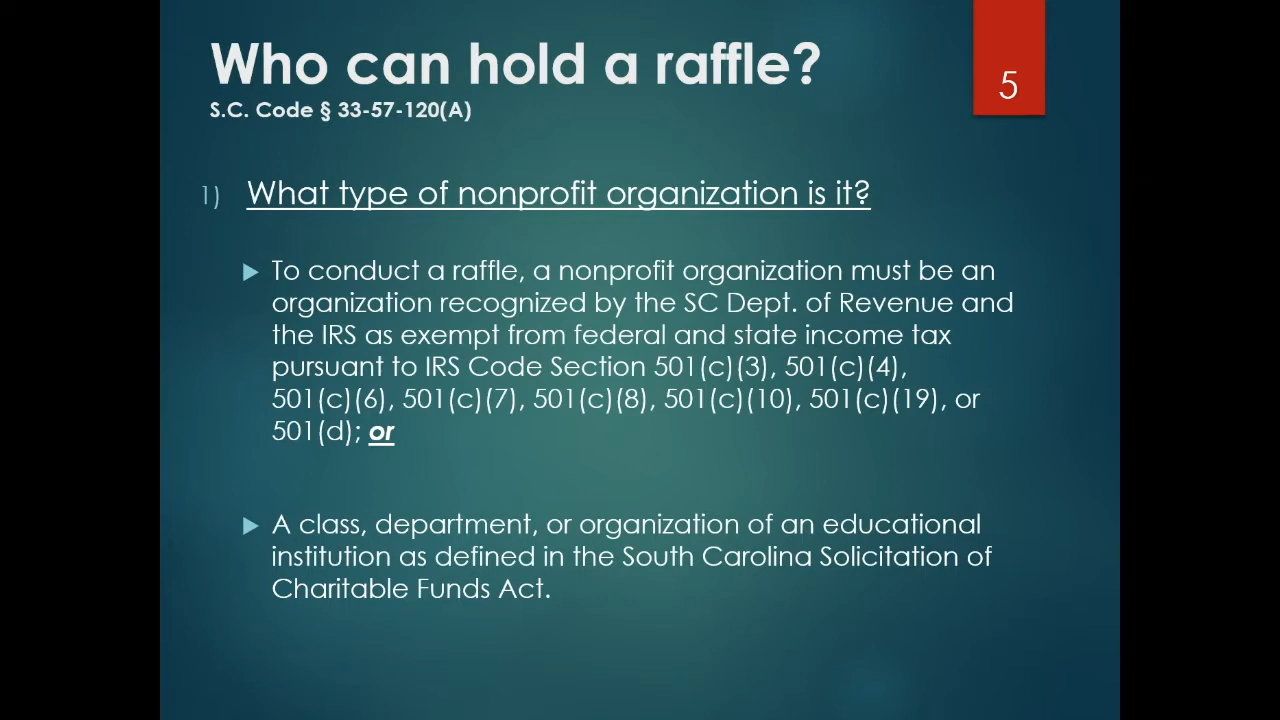 Who can hold a raffle?
5
S.C. Code § 33-57-120(A)
1) What type of nonprofit organization is it?
To conduct a raffle, a nonprofit organization must be an
organization recognized by the SC Dept. of Revenue and
the IRS as exempt from federal and state income tax
pursuant to IRS Code Section 501(c)(3), 501(c)(4),
501(c)(6), 501(c)(7), 501(c)(8), 501(c)(10), 501(c)(19), or
501(d); or
A class, department, or organization of an educational
institution as defined in the South Carolina Solicitation of
Charitable Funds Act.